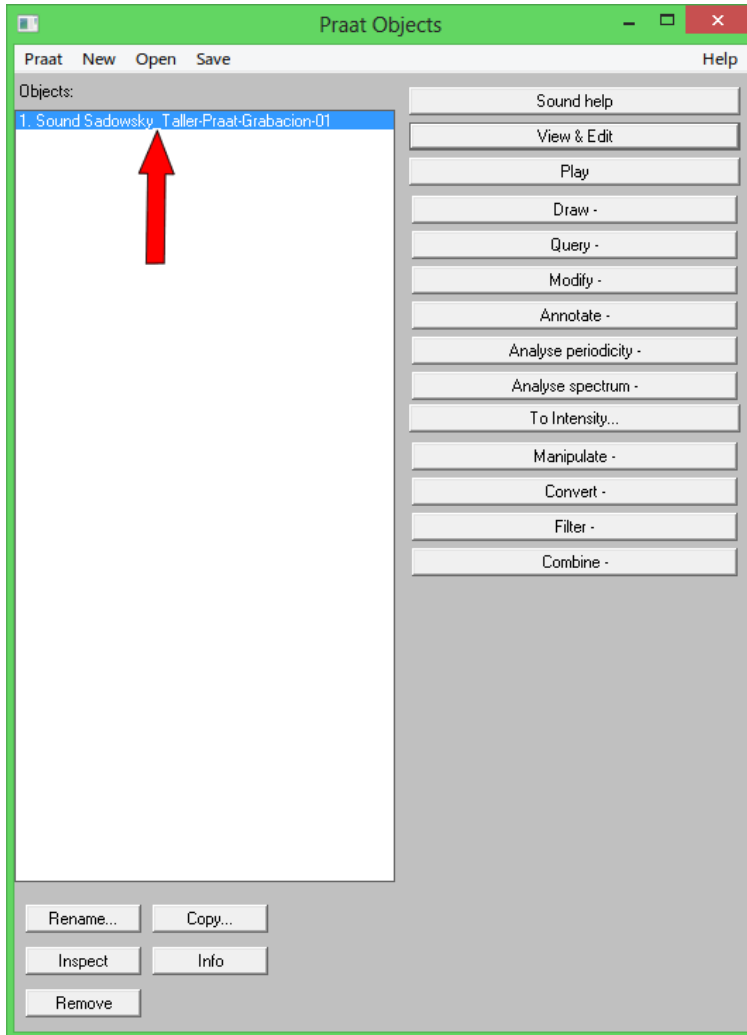 Praat Objects
Praat New Open Save Help
Objects:
1. Sound Sadowsky_Taller-Praat-Grabacion-01
Sound help
View & Edit
Play
Draw -
Query -
Modify -
Annotate -
Analyse periodicity -
Analyse spectrum -
To Intensity...
Manipulate -
Convert -
Filter -
Combine -
Rename... Copy...
Inspect Info
Remove